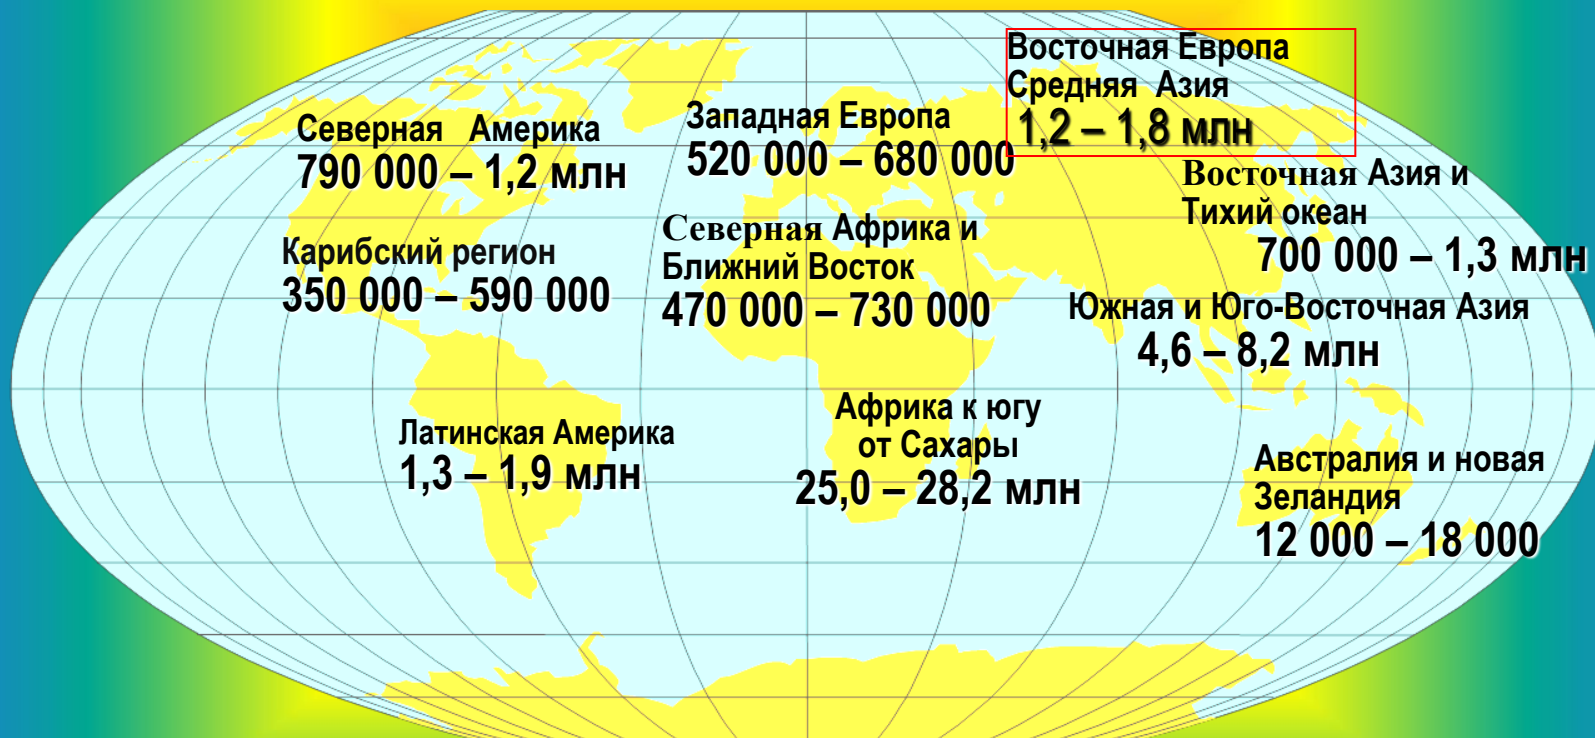 Восточная Европа
Средняя Азия
1,2 – 1,8 млн
Западная Европа
520 000 – 680 000
Северная Америка
790 000 – 1,2 млн
Восточная Азия и
Тихий океан
700 000 – 1,3 млн
Северная Африка и
Ближний Восток
470 000 – 730 000
Карибский регион
350 000 – 590 000
Южная и Юго-Восточная Азия
4,6 – 8,2 млн
Африка к югу
от Сахары
25,0 – 28,2 млн
Латинская Америка
1,3 – 1,9 млн
Австралия и новая
Зеландия
12 000 – 18 000